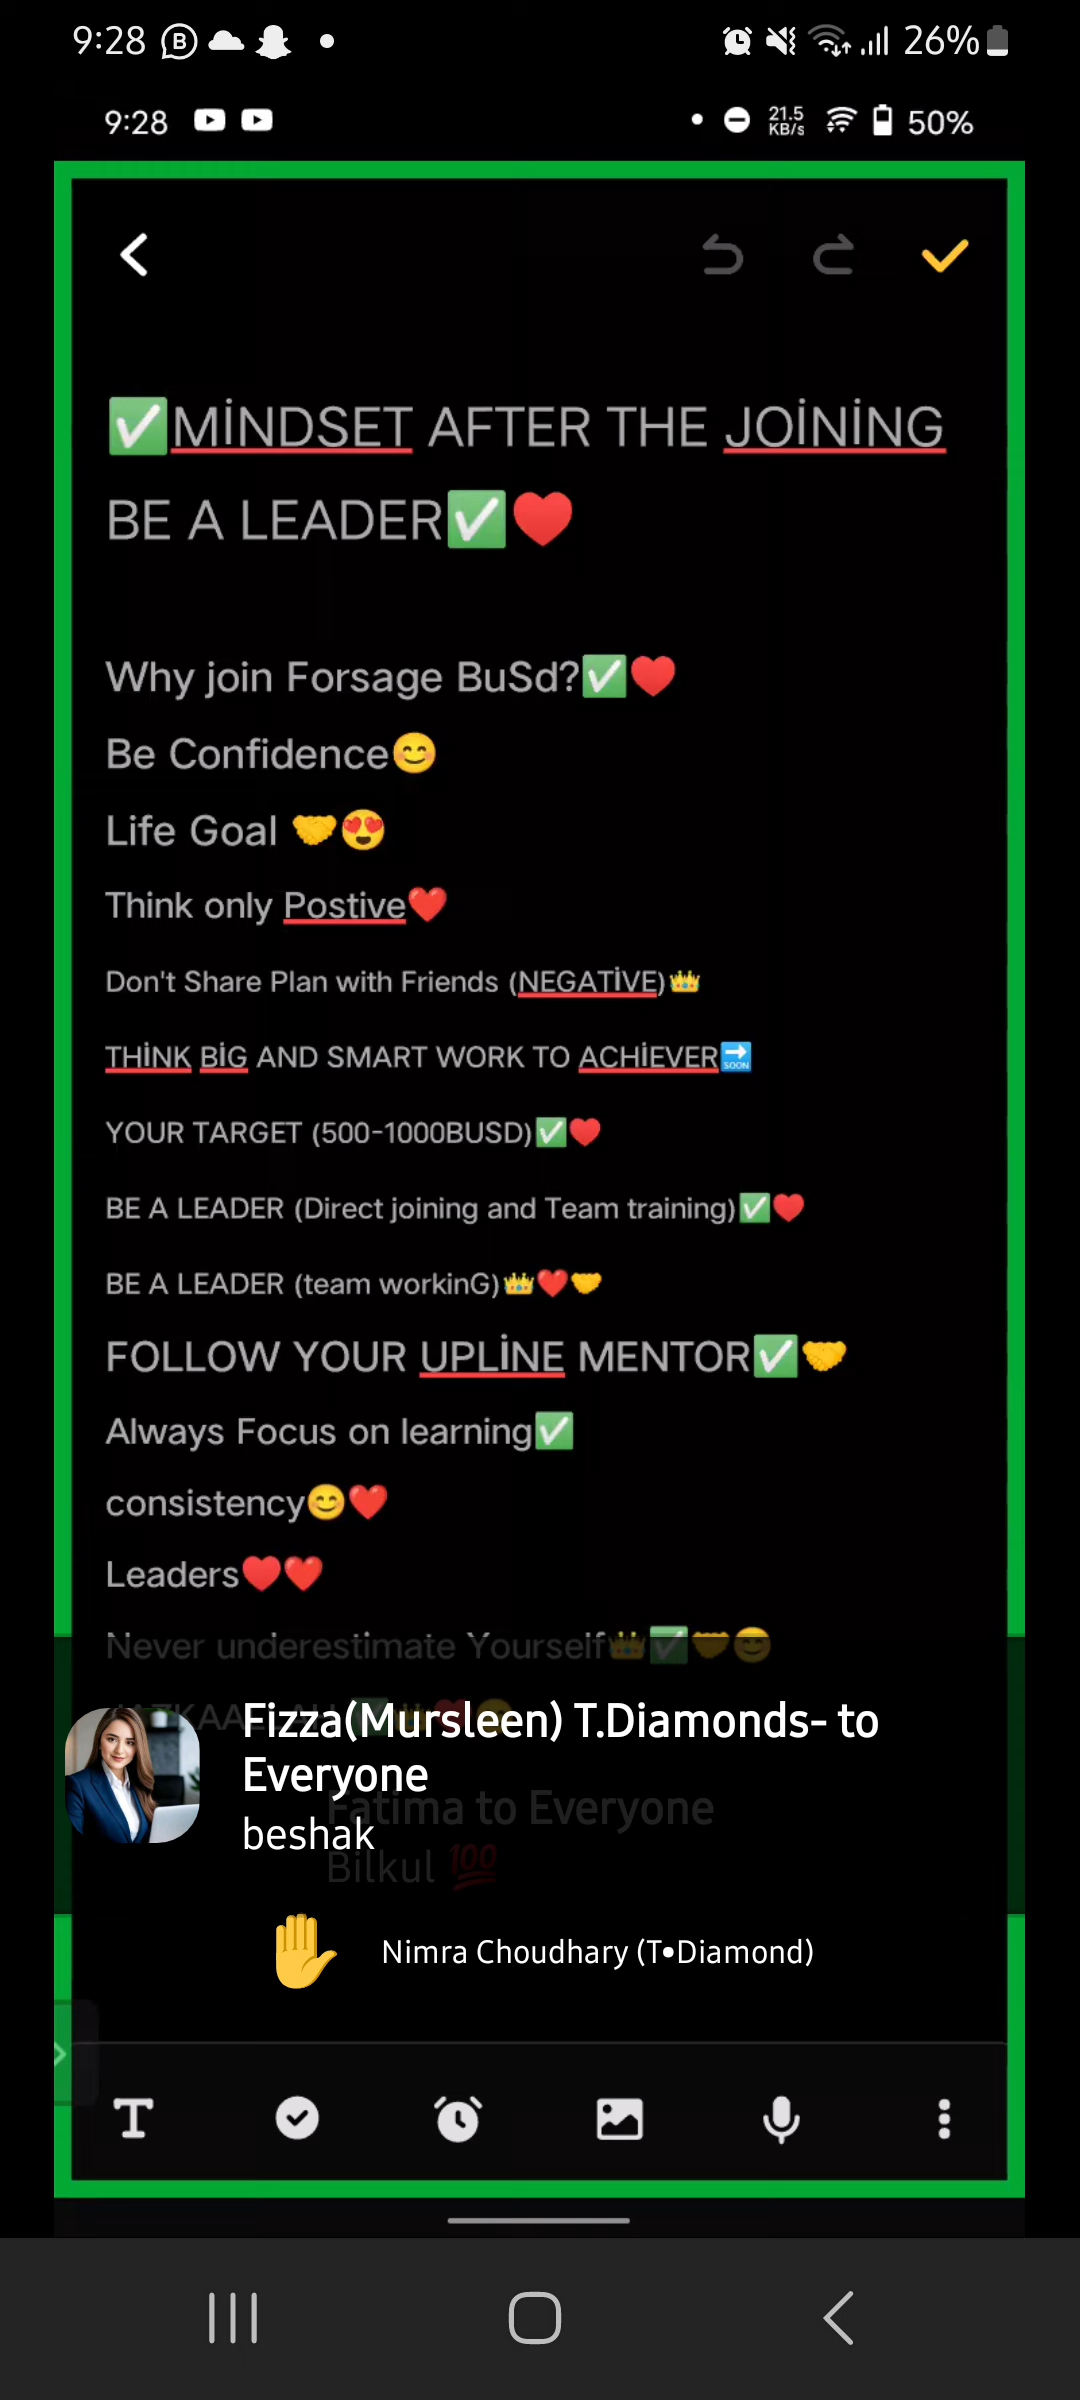 9:28 26%
9:28 21.5 KB/s 50%
✅MİNDSET AFTER THE JOİNİNG
BE A LEADER✅♥️
Why join Forsage BuSd?✅♥️
Be Confidence😊
Life Goal 🤝😍
Think only Postive❤️
Don't Share Plan with Friends (NEGATİVE)👑
THİNK BİG AND SMART WORK TO ACHİEVER🔜
YOUR TARGET (500-1000BUSD)✅♥️
BE A LEADER (Direct joining and Team training)✅♥️
BE A LEADER (team workinG)👑❤️🤝
FOLLOW YOUR UPLİNE MENTOR✅🤝
Always Focus on learning✅
consistency😊❤️
Leaders♥️❤️
Never underestimate Yourself👑✅🤝😊
Fizza(Mursleen) T.Diamonds- to
Everyone
beshak
Fatima to Everyone
Bilkul 💯
✋ Nimra Choudhary (T•Diamond)